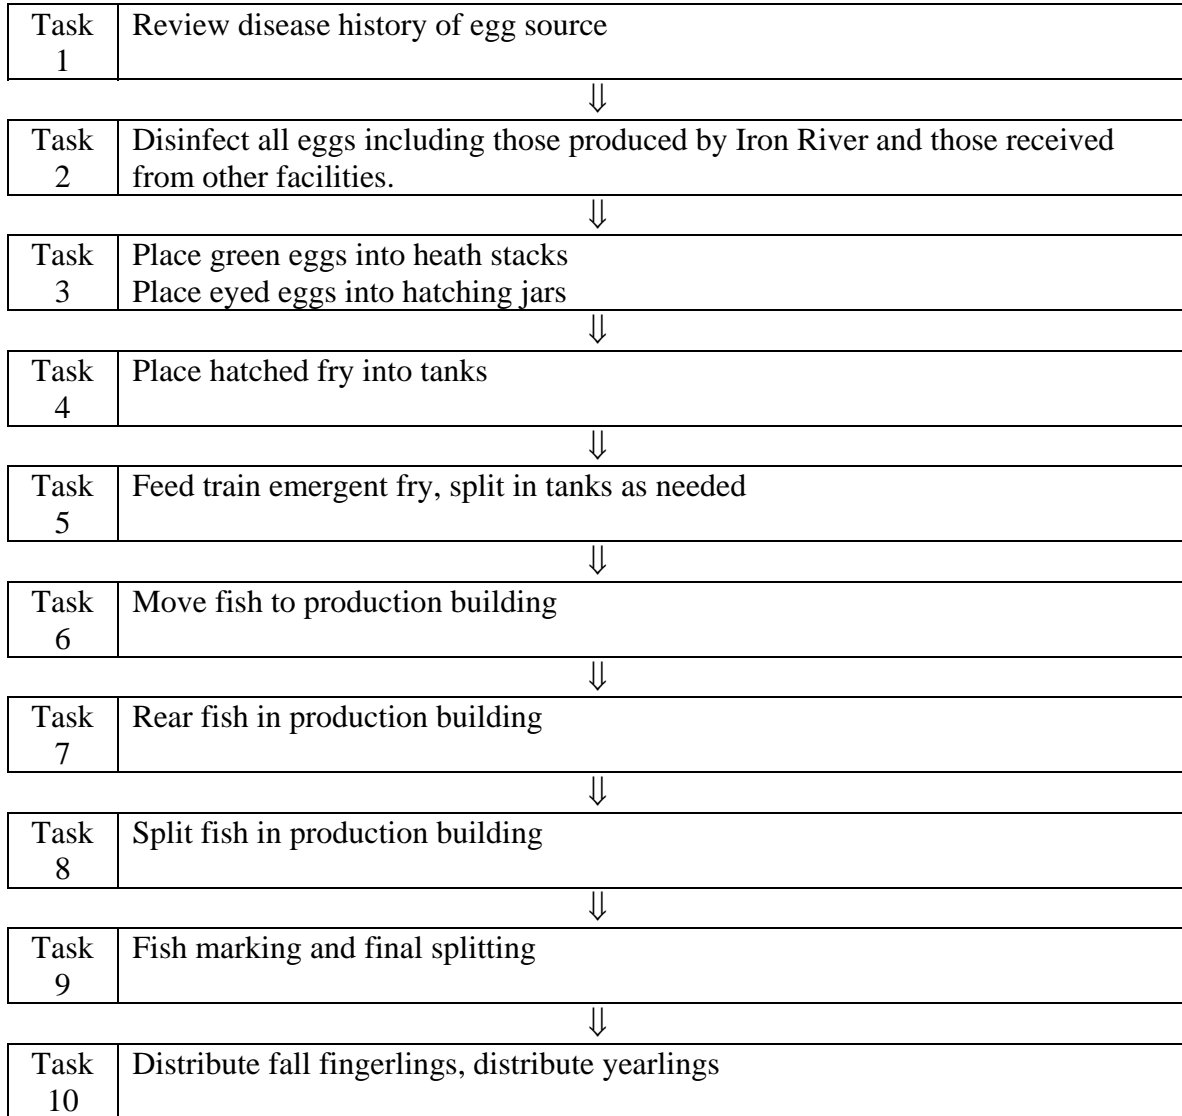 Task Review disease history of egg source
1
⇓
Task Disinfect all eggs including those produced by Iron River and those received
2 from other facilities.
⇓
Task Place green eggs into heath stacks
3 Place eyed eggs into hatching jars
⇓
Task Place hatched fry into tanks
4
⇓
Task Feed train emergent fry, split in tanks as needed
5
⇓
Task Move fish to production building
6
⇓
Task Rear fish in production building
7
⇓
Task Split fish in production building
8
⇓
Task Fish marking and final splitting
9
⇓
Task Distribute fall fingerlings, distribute yearlings
10